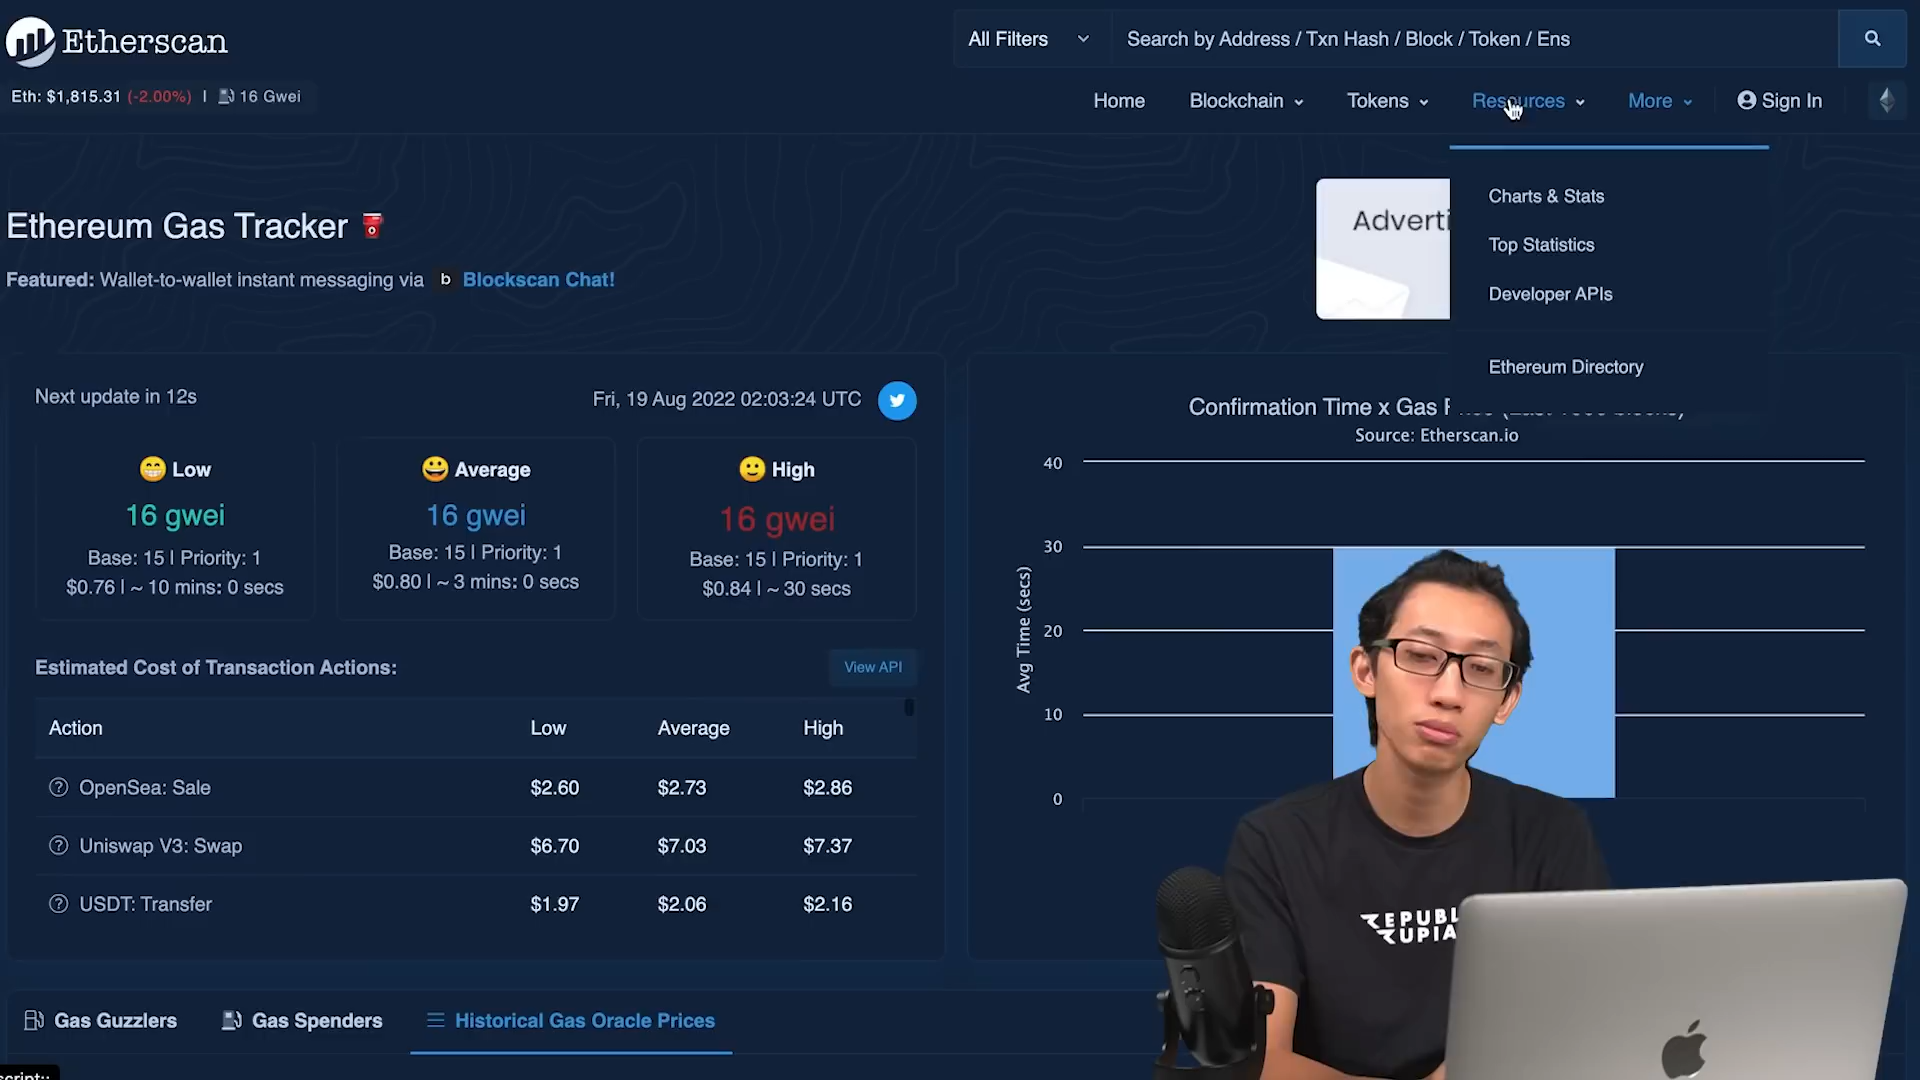 Etherscan
All Filters
Search by Address / Txn Hash / Block / Token / Ens
Eth: $1,815.31 (-2.00%) | 16 Gwei
Home
Blockchain
Tokens
Resources
More
Sign In
Charts & Stats
Top Statistics
Developer APIs
Ethereum Directory
Ethereum Gas Tracker
Featured: Wallet-to-wallet instant messaging via b Blockscan Chat!
Adverti
Next update in 12s
Fri, 19 Aug 2022 02:03:24 UTC
Low
16 gwei
Base: 15 | Priority: 1
$0.76 | ~ 10 mins: 0 secs
Average
16 gwei
Base: 15 | Priority: 1
$0.80 | ~ 3 mins: 0 secs
High
16 gwei
Base: 15 | Priority: 1
$0.84 | ~ 30 secs
Estimated Cost of Transaction Actions:
View API
Action Low Average High
OpenSea: Sale $2.60 $2.73 $2.86
Uniswap V3: Swap $6.70 $7.03 $7.37
USDT: Transfer $1.97 $2.06 $2.16
Gas Guzzlers
Gas Spenders
Historical Gas Oracle Prices
Confirmation Time x Gas
Source: Etherscan.io
Avg Time (secs)
40
30
20
10
0
REPUBL
RUPIA